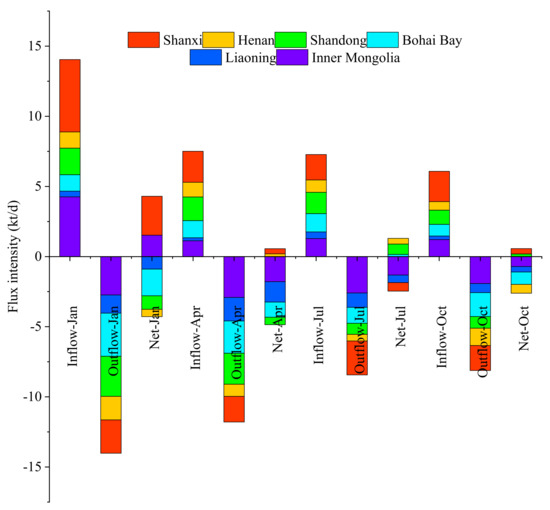 Shanxi Henan Shandong Bohai Bay
Liaoning Inner Mongolia
Flux intensity (kt/d)
15
10
5
0
-5
-10
-15
Inflow-Jan
Outflow-Jan
Net-Jan
Inflow-Apr
Outflow-Apr
Net-Apr
Inflow-Jul
Outflow-Jul
Net-Jul
Inflow-Oct
Outflow-Oct
Net-Oct